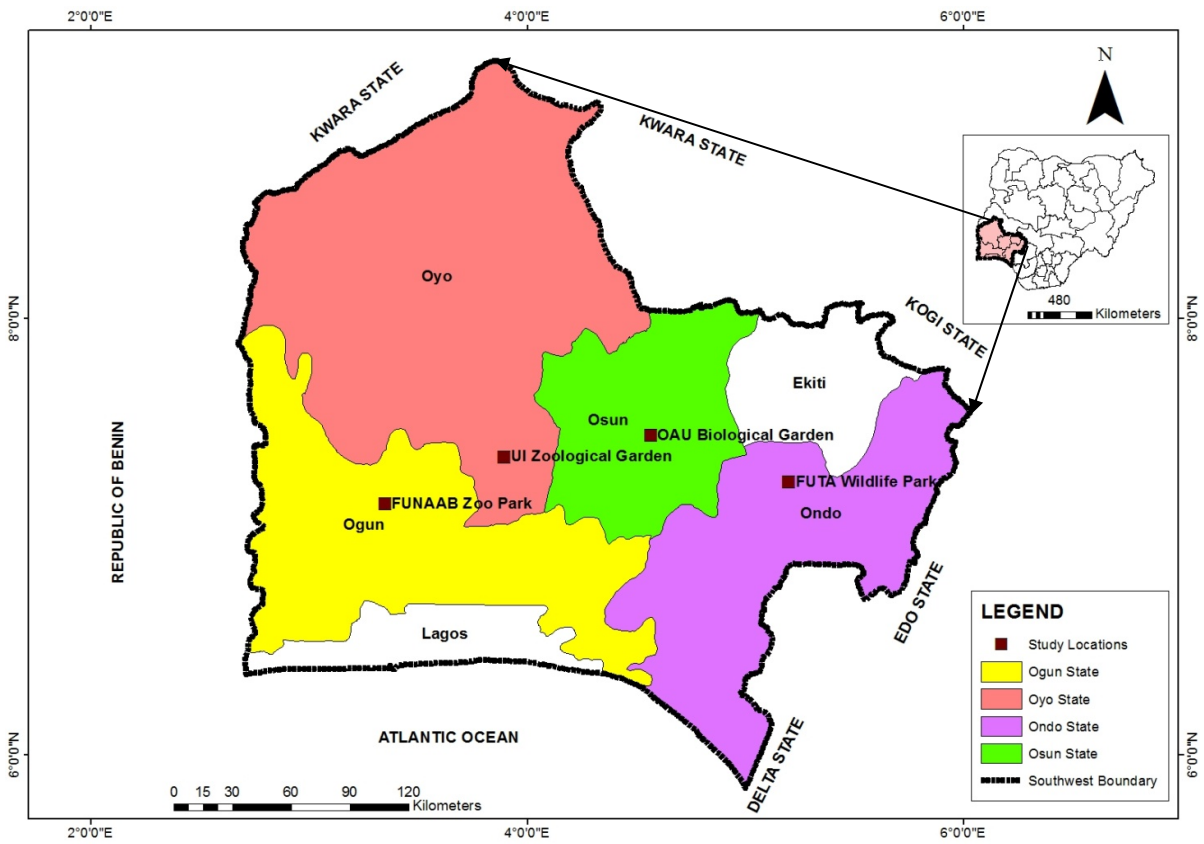 2°0'0"E
4°0'0"E
6°0'0"E
N
KWARA STATE
KWARA STATE
480
Kilometers
Oyo
8°0'0"N
8°0'0"N
KOGI STATE
Ekiti
Osun
OAU Biological Garden
UI Zoological Garden
FUTA Wildlife Park
FUNAAB Zoo Park
Ondo
Ogun
REPUBLIC OF BENIN
EDO STATE
Lagos
LEGEND
Study Locations
Ogun State
Oyo State
Ondo State
Osun State
Southwest Boundary
ATLANTIC OCEAN
DELTA STATE
6°0'0"N
6°0'0"N
0 15 30 60 90 120
Kilometers
2°0'0"E
4°0'0"E
6°0'0"E